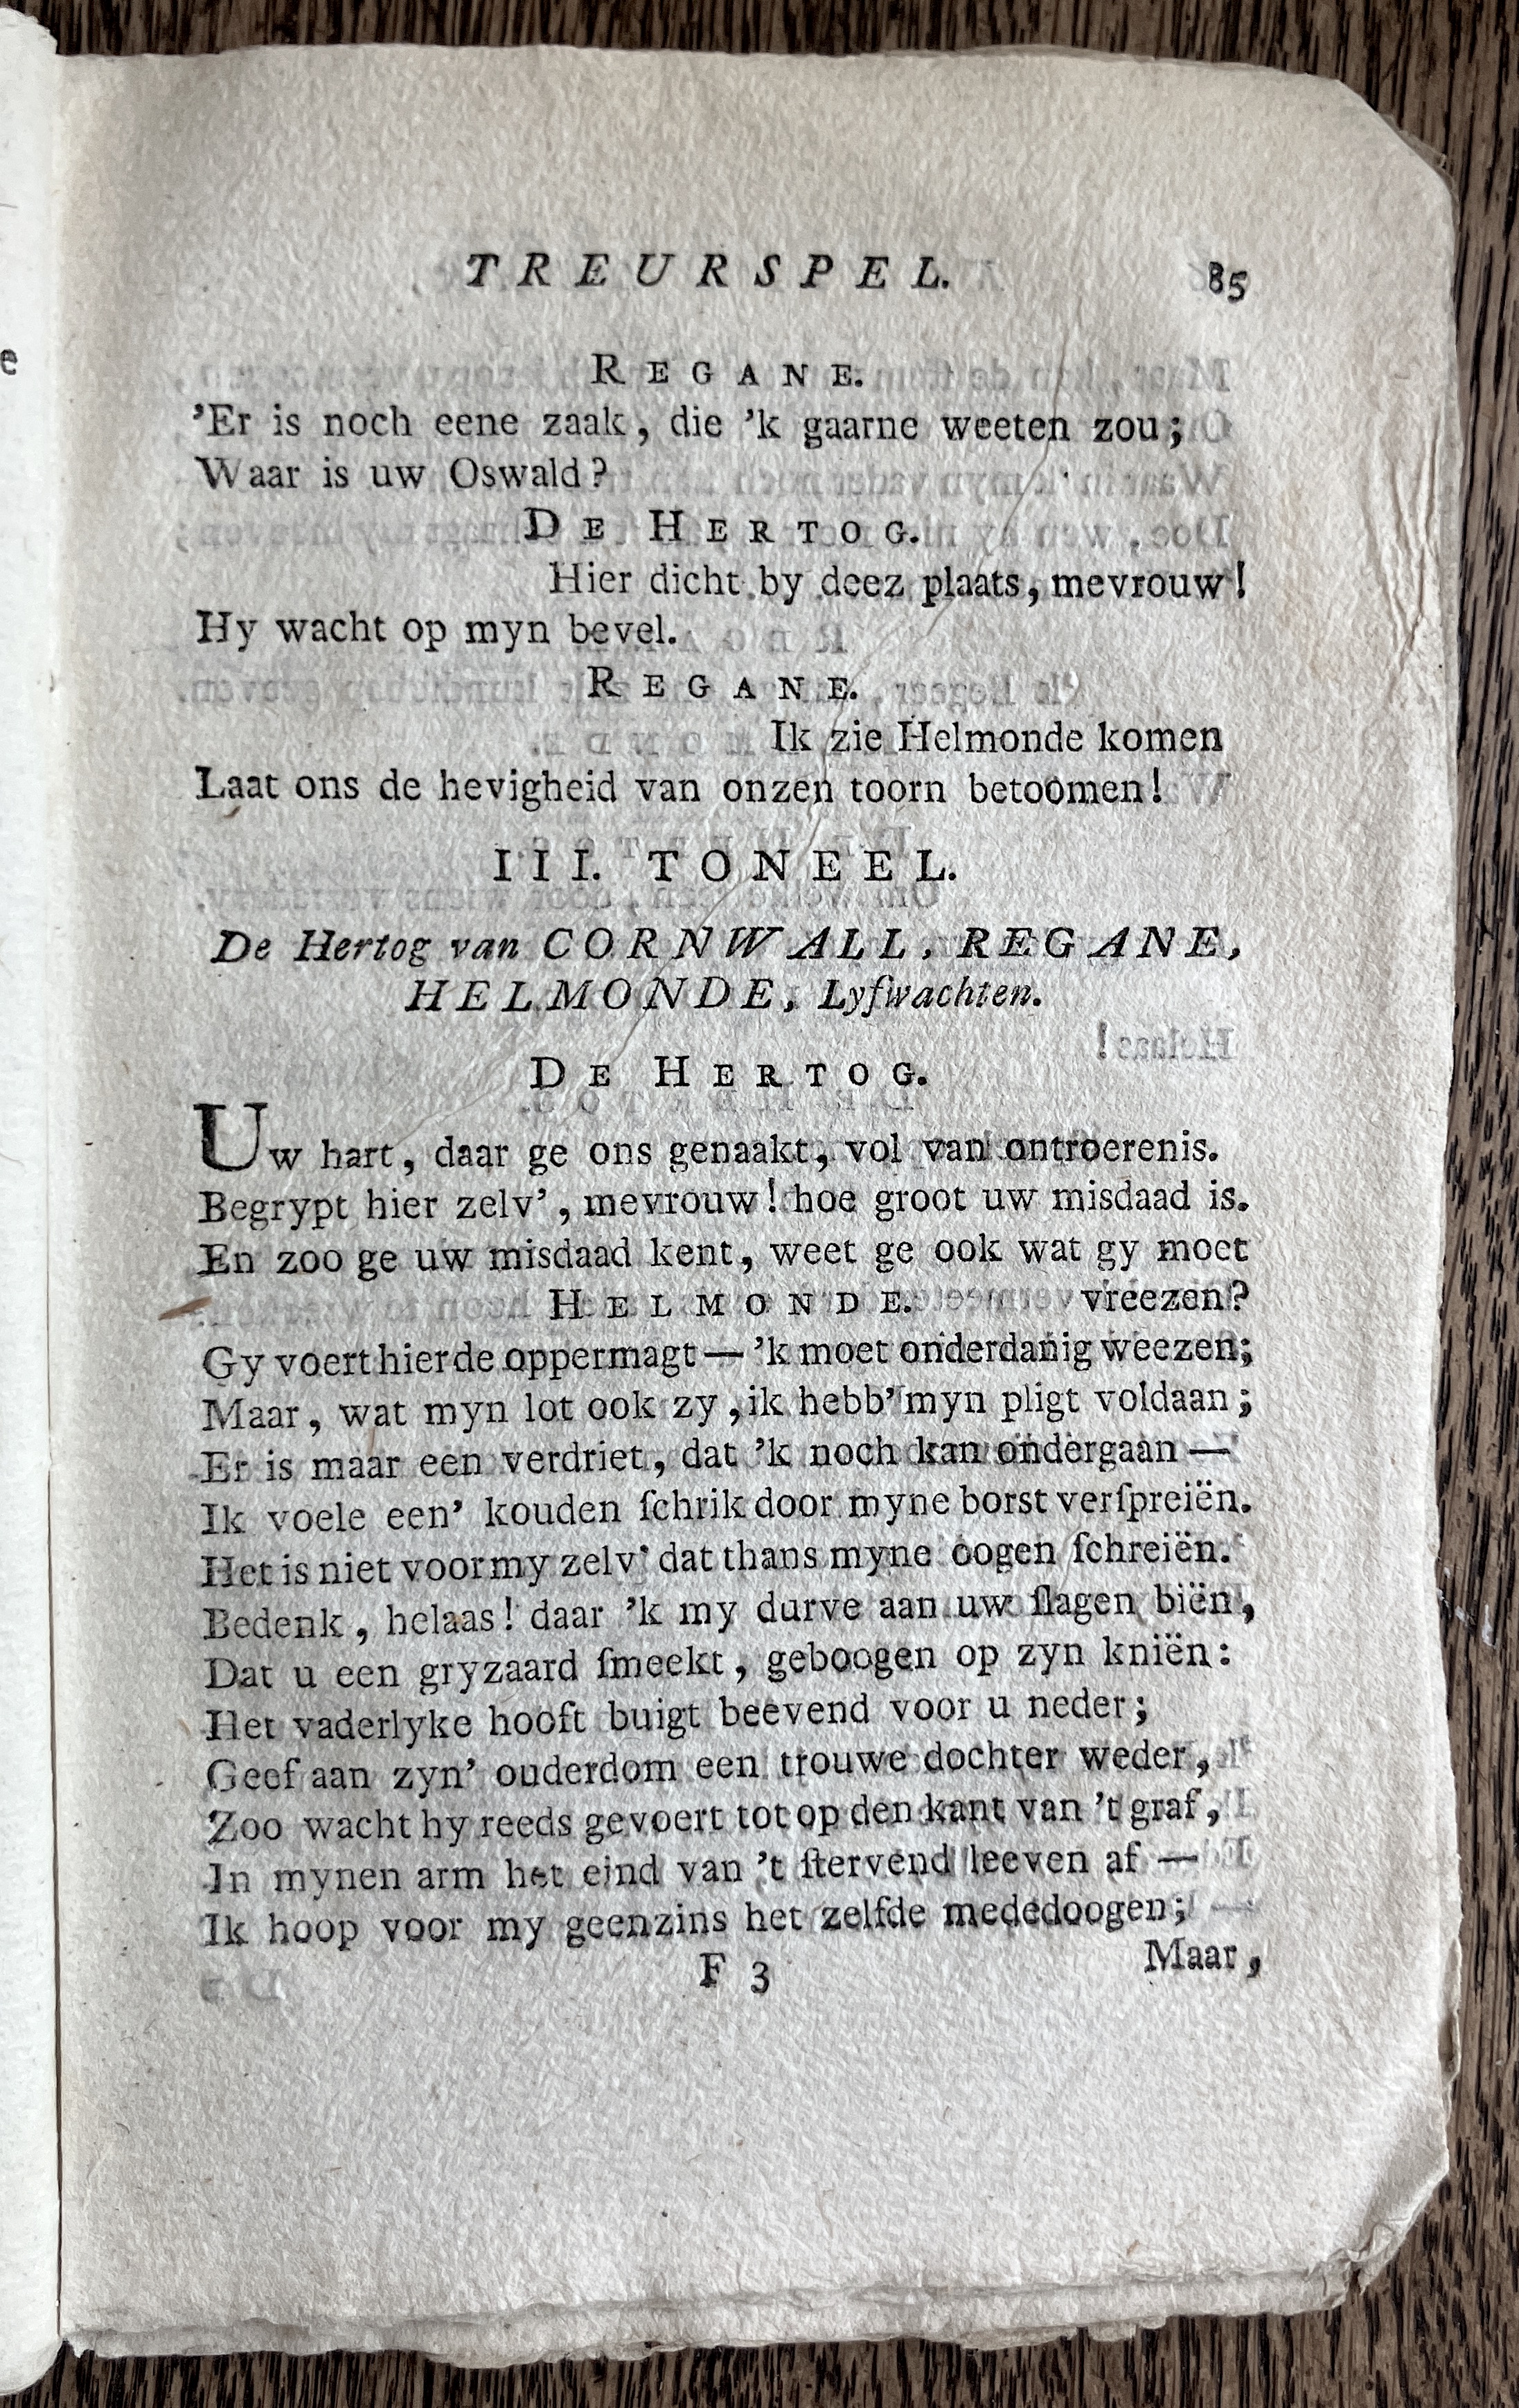 TREURSPEL. 85
REGANE.
'Er is noch eene zaak, die 'k gaarne weeten zou;
Waar is uw Oswald?
DE HERTOG.
Hier dicht by deez plaats, mevrouw!
Hy wacht op myn bevel.
REGANE.
Ik zie Helmonde komen
Laat ons de hevigheid van onzen toorn betoomen!
III. TONEEL.
De Hertog van CORNWALL, REGANE,
HELMONDE, Lyfwachten.
DE HERTOG.
Uw hart, daar ge ons genaakt, vol van ontroerenis.
Begrypt hier zelv', mevrouw! hoe groot uw misdaad is.
En zoo ge uw misdaad kent, weet ge ook wat gy moet
HELMONDE. vreezen?
Gy voert hier de oppermagt — 'k moet onderdanig weezen;
Maar, wat myn lot ook zy, ik hebb' myn pligt voldaan;
Er is maar een verdriet, dat 'k noch kan ondergaan —
Ik voele een' kouden ſchrik door myne borst verſpreiën.
Het is niet voor my zelv' dat thans myne oogen ſchreiën.
Bedenk, helaas! daar 'k my durve aan uw ſlagen biën,
Dat u een gryzaard ſmeekt, geboogen op zyn kniën:
Het vaderlyke hooft buigt beevend voor u neder;
Geef aan zyn' ouderdom een trouwe dochter weder,
Zoo wacht hy reeds gevoert tot op den kant van 't graf,
In mynen arm het eind van 't ſtervend leeven af —
Ik hoop voor my geenzins het zelfde mededoogen;
F 3 Maar,